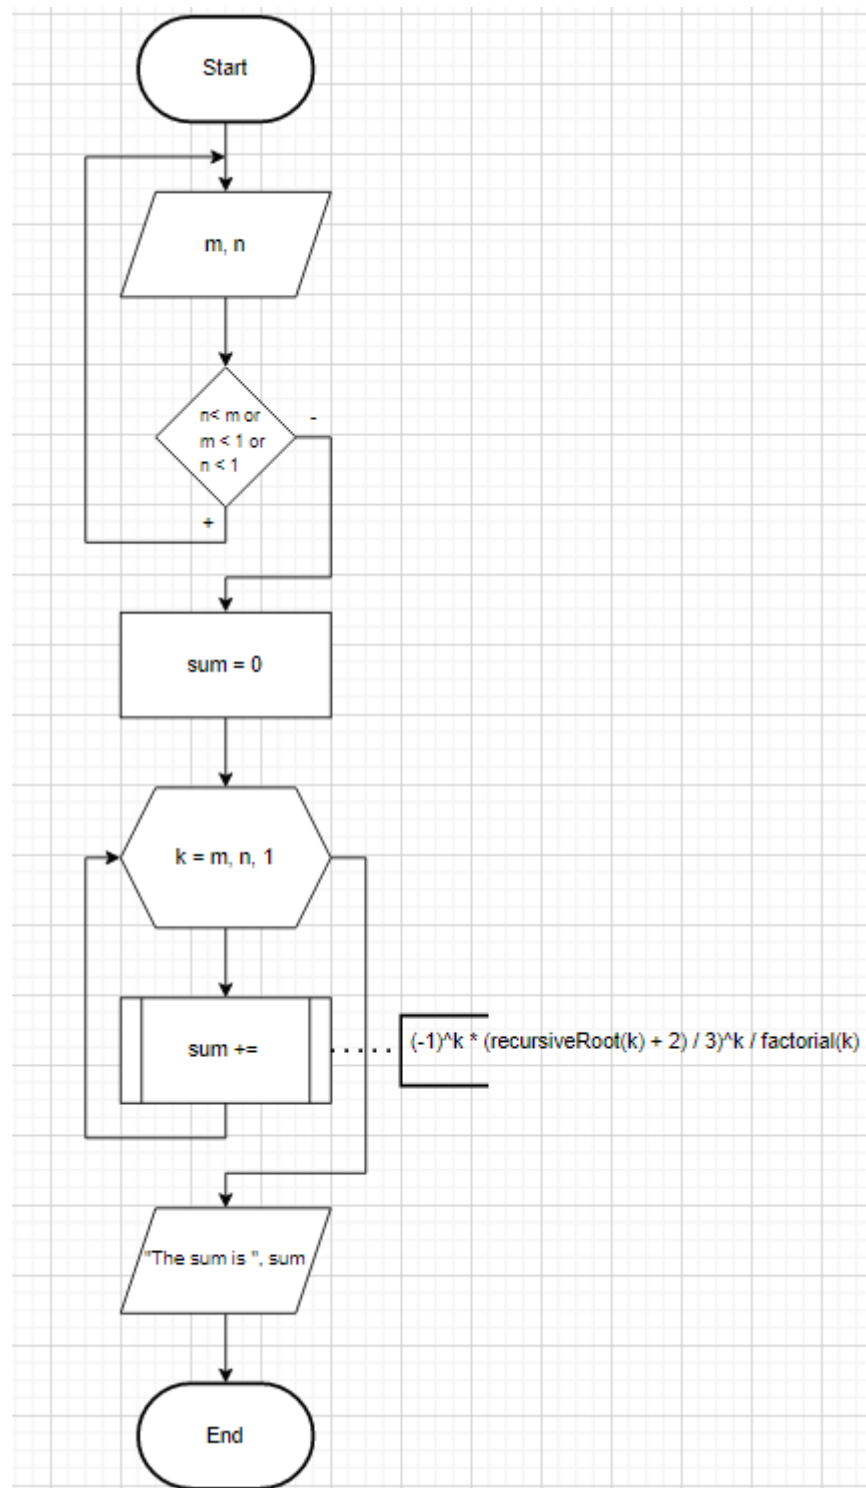 Start
m, n
n< m or
m < 1 or
n < 1
-
+
sum = 0
k = m, n, 1
sum +=
(-1)^k * (recursiveRoot(k) + 2) / 3)^k / factorial(k)
"The sum is ", sum
End